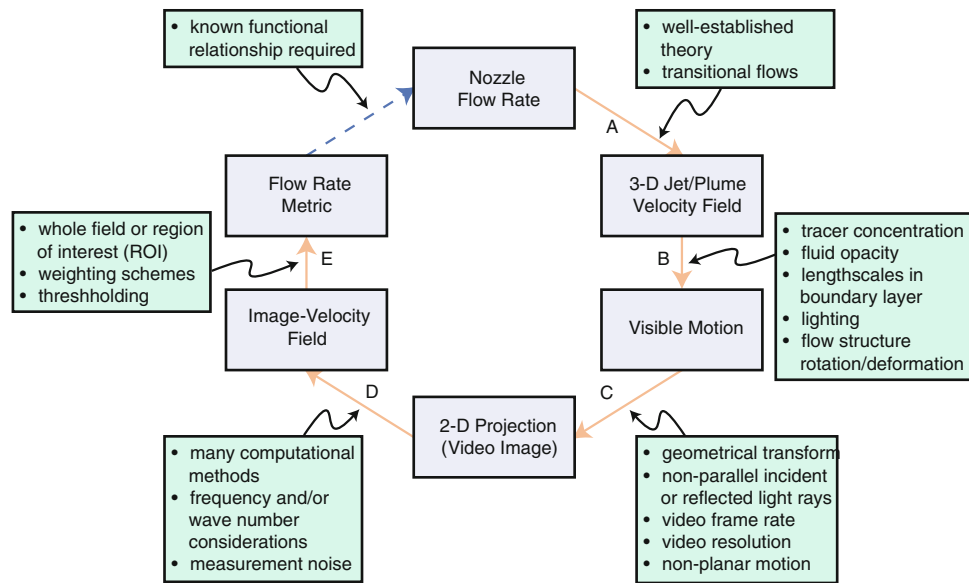 • known functional
relationship required
Nozzle
Flow Rate
• well-established
theory
• transitional flows
A
3-D Jet/Plume
Velocity Field
B
• tracer concentration
• fluid opacity
• lengthscales in
boundary layer
• lighting
• flow structure
rotation/deformation
Visible Motion
C
• geometrical transform
• non-parallel incident
or reflected light rays
• video frame rate
• video resolution
• non-planar motion
2-D Projection
(Video Image)
D
• many computational
methods
• frequency and/or
wave number
considerations
• measurement noise
Image-Velocity
Field
E
• whole field or region
of interest (ROI)
• weighting schemes
• threshholding
Flow Rate
Metric